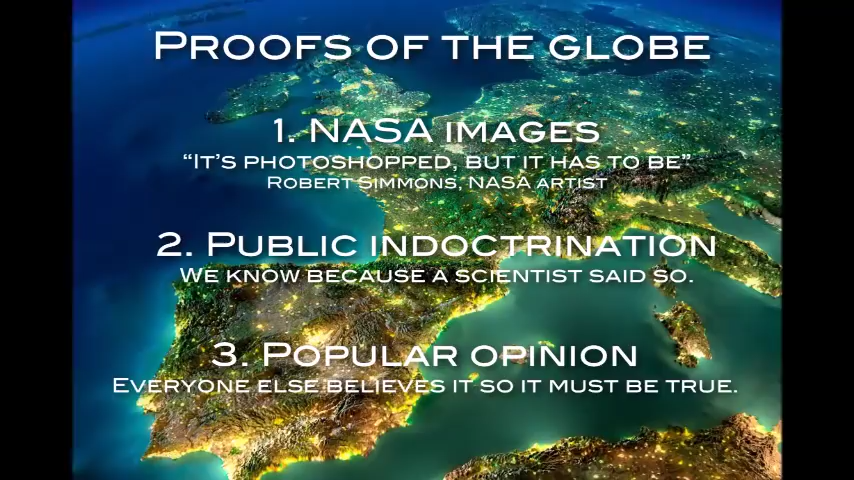 PROOFS OF THE GLOBE
1. NASA IMAGES
“IT'S PHOTOSHOPPED, BUT IT HAS TO BE”
ROBERT SIMMONS, NASA ARTIST
2. PUBLIC INDOCTRINATION
WE KNOW BECAUSE A SCIENTIST SAID SO.
3. POPULAR OPINION
EVERYONE ELSE BELIEVES IT SO IT MUST BE TRUE.